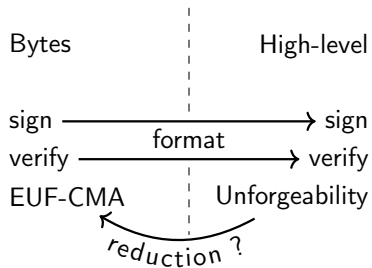 Bytes High-level
sign sign
format
verify verify
EUF-CMA Unforgeability
reduction ?